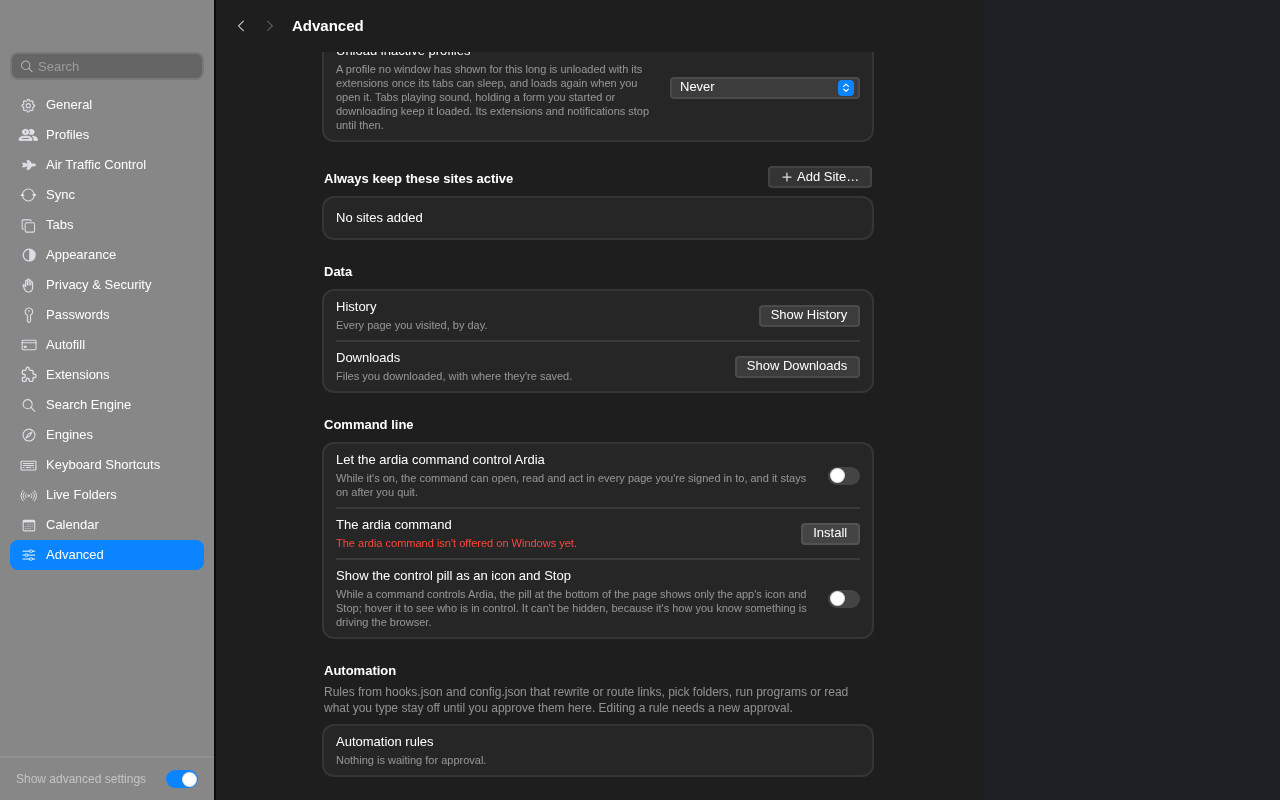 Advanced
Search
General
Profiles
Air Traffic Control
Sync
Tabs
Appearance
Privacy & Security
Passwords
Autofill
Extensions
Search Engine
Engines
Keyboard Shortcuts
Live Folders
Calendar
Advanced
Show advanced settings
Unload inactive profiles
A profile no window has shown for this long is unloaded with its
extensions once its tabs can sleep, and loads again when you
open it. Tabs playing sound, holding a form you started or
downloading keep it loaded. Its extensions and notifications stop
until then.
Never
Always keep these sites active
Add Site…
No sites added
Data
History
Every page you visited, by day.
Show History
Downloads
Files you downloaded, with where they're saved.
Show Downloads
Command line
Let the ardia command control Ardia
While it's on, the command can open, read and act in every page you're signed in to, and it stays
on after you quit.
The ardia command
The ardia command isn't offered on Windows yet.
Install
Show the control pill as an icon and Stop
While a command controls Ardia, the pill at the bottom of the page shows only the app's icon and
Stop; hover it to see who is in control. It can't be hidden, because it's how you know something is
driving the browser.
Automation
Rules from hooks.json and config.json that rewrite or route links, pick folders, run programs or read
what you type stay off until you approve them here. Editing a rule needs a new approval.
Automation rules
Nothing is waiting for approval.